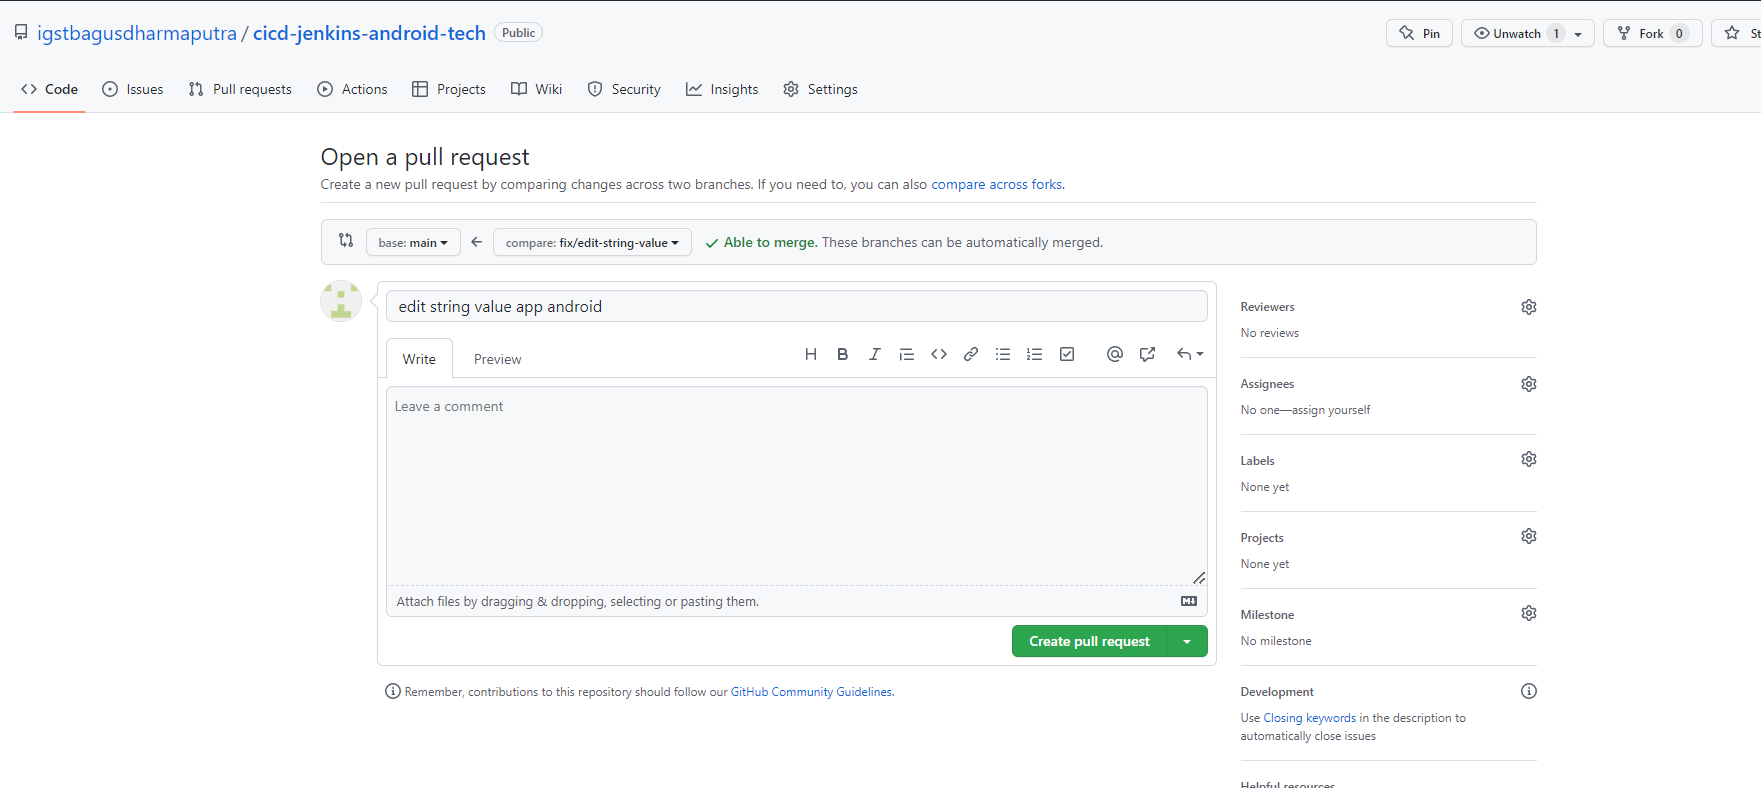 igstbagusdharmaputra / cicd-jenkins-android-tech Public
Pin Unwatch 1 Fork 0 St
Code Issues Pull requests Actions Projects Wiki Security Insights Settings
Open a pull request
Create a new pull request by comparing changes across two branches. If you need to, you can also compare across forks.
base: main compare: fix/edit-string-value Able to merge. These branches can be automatically merged.
edit string value app android
Write Preview
Leave a comment
Attach files by dragging & dropping, selecting or pasting them.
Create pull request
Remember, contributions to this repository should follow our GitHub Community Guidelines.
Reviewers
No reviews
Assignees
No one—assign yourself
Labels
None yet
Projects
None yet
Milestone
No milestone
Development
Use Closing keywords in the description to
automatically close issues
Helpful resources